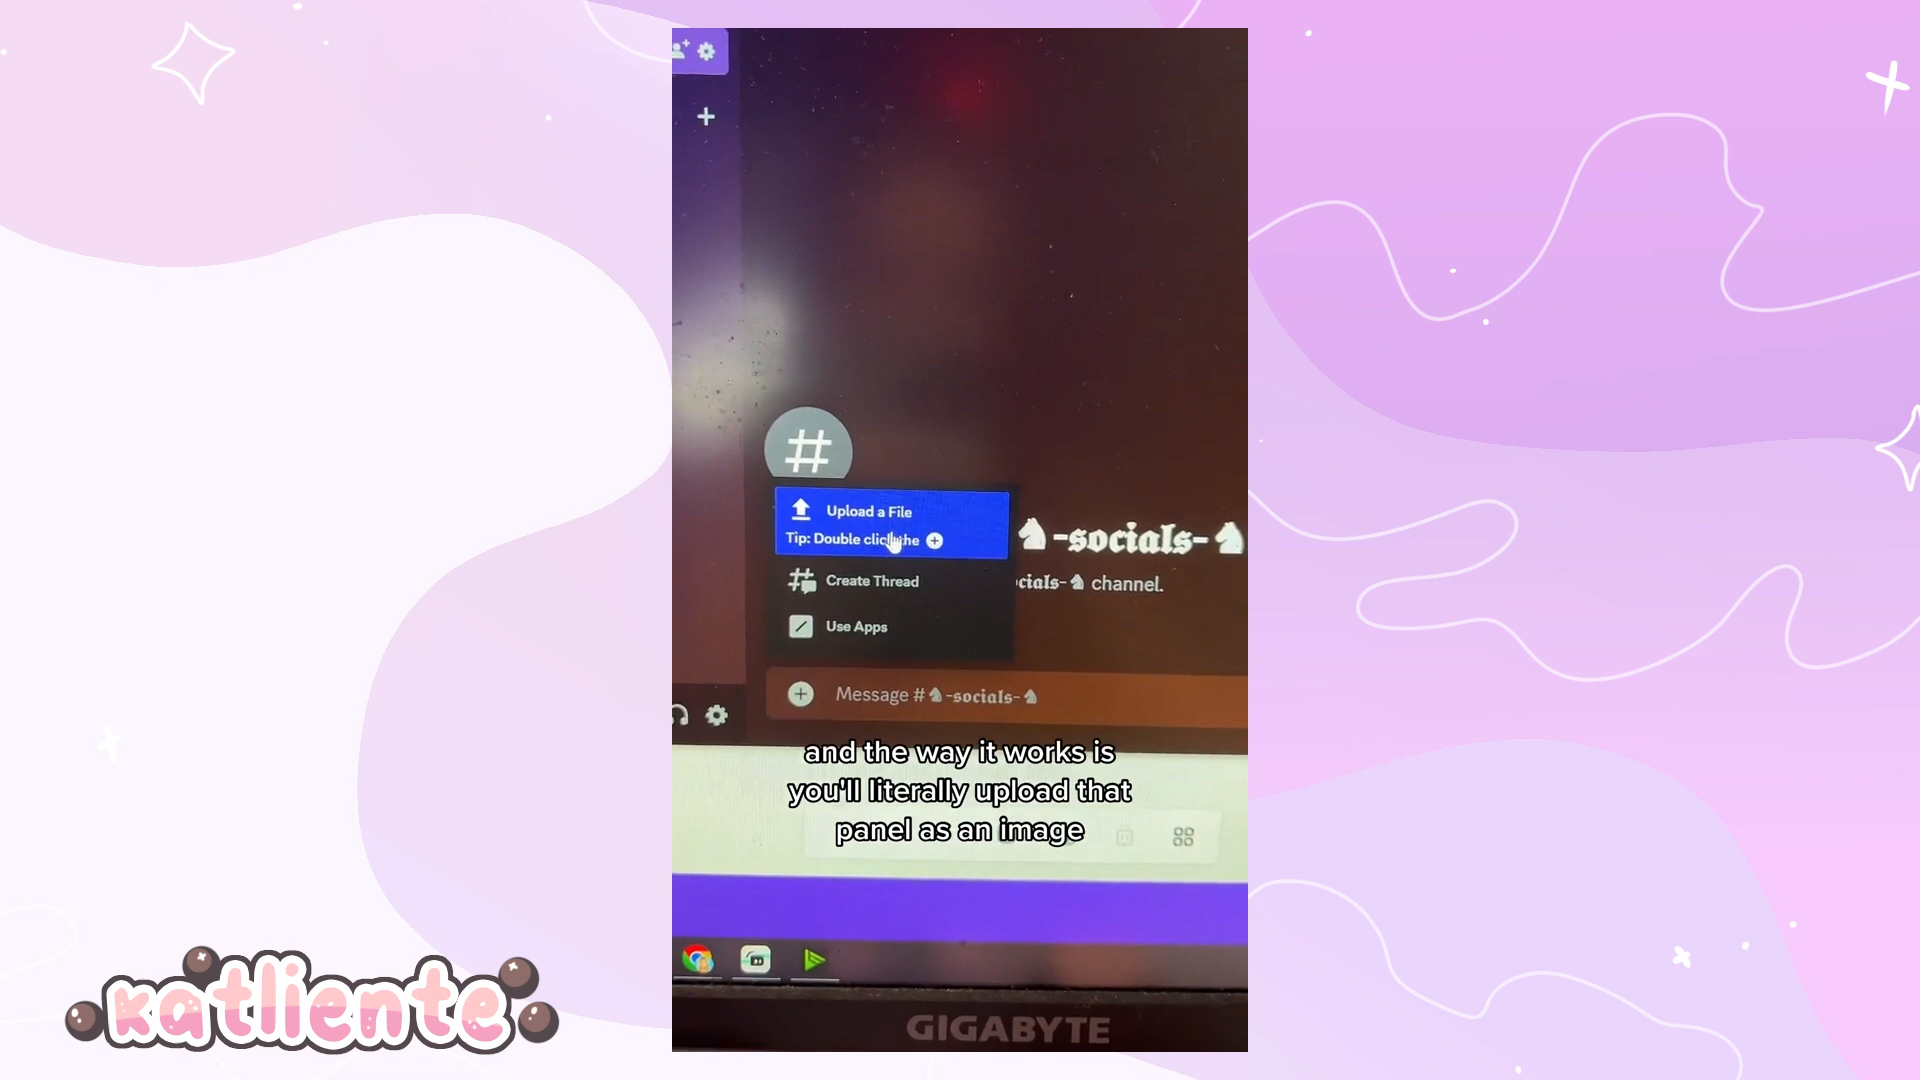 Upload a File
Tip: Double click the
Create Thread
Use Apps
-socials-
cials- channel.
Message # -socials-
and the way it works is
you'll literally upload that
panel as an image
GIGABYTE
katliente